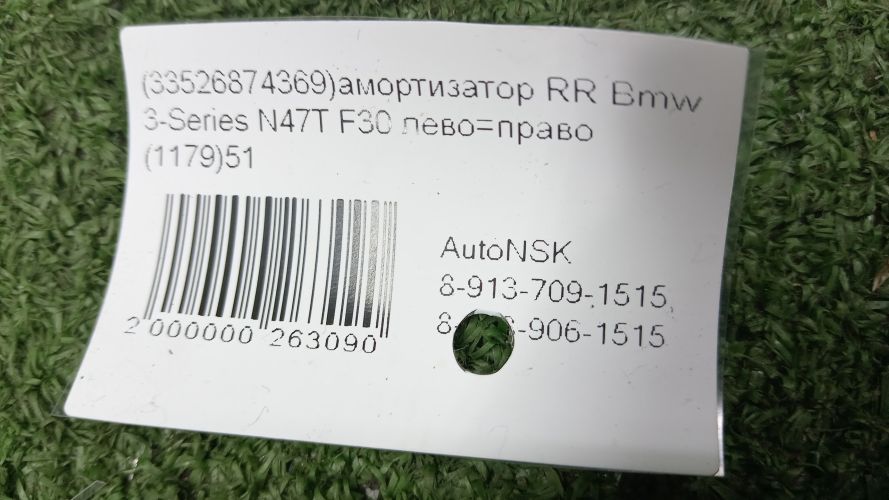 (33526874369)амортизатор RR Bmw
3-Series N47T F30 лево=право
(1179)51
2 000000 263090
AutoNSK
8-913-709-1515,
-906-1515